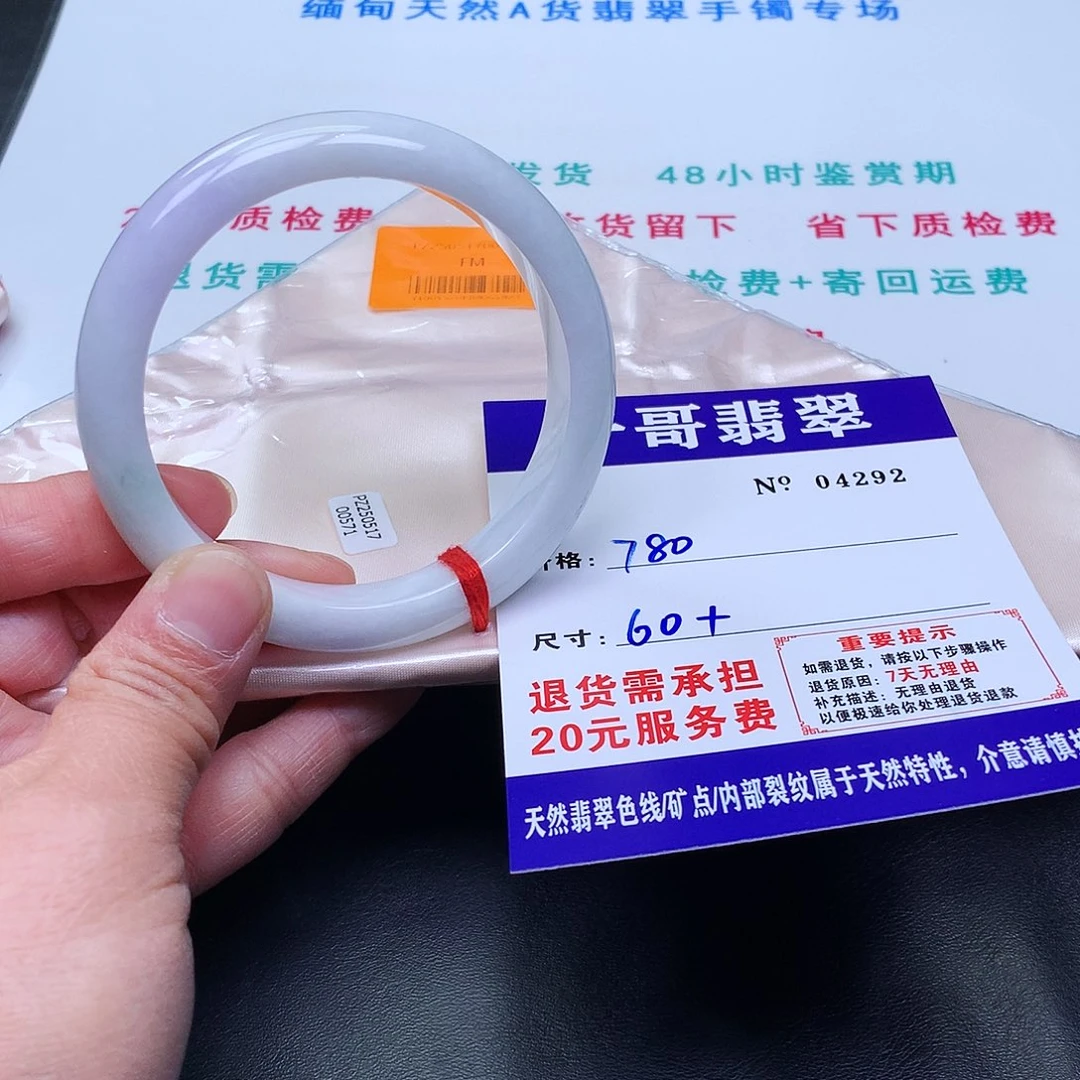 缅甸天然A货翡翠手镯专场
发货 48小时鉴赏期
质检费 货留下 省下质检费
退货需 检费+寄回运费
FM
PZ250517
00571
哥翡翠
Nº 04292
格: 780
尺寸: 60+
退货需承担
20元服务费
重要提示
如需退货，请按以下步骤操作
退货原因: 7天无理由
补充描述: 无理由退货
以便极速给你处理退货退款
天然翡翠色线/矿点/内部裂纹属于天然特性，介意请慎